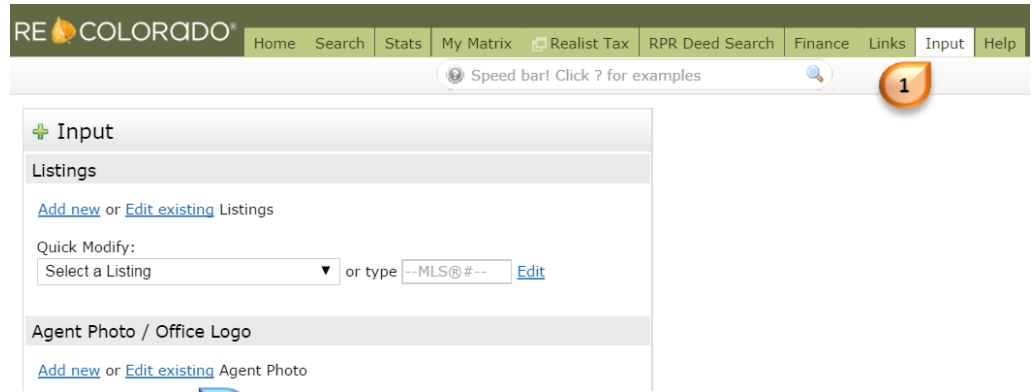 RE COLORADO®
Home Search Stats My Matrix Realist Tax RPR Deed Search Finance Links Input Help
? Speed bar! Click ? for examples
1
Input
Listings
Add new or Edit existing Listings
Quick Modify:
Select a Listing ▼ or type --MLS®#-- Edit
Agent Photo / Office Logo
Add new or Edit existing Agent Photo